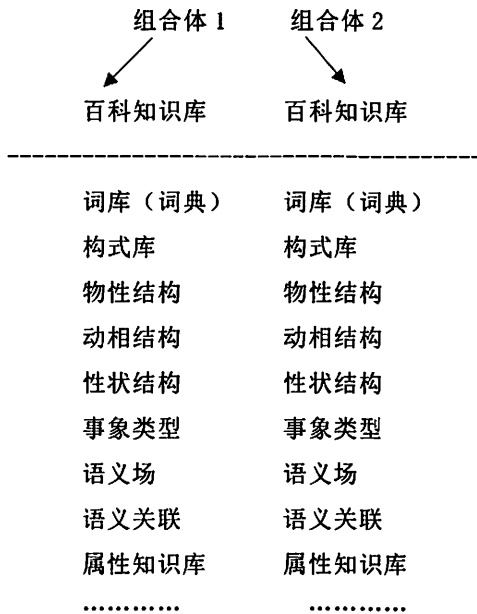 组合体 1 组合体 2
百科知识库 百科知识库
词库（词典） 词库（词典）
构式库 构式库
物性结构 物性结构
动相结构 动相结构
性状结构 性状结构
事象类型 事象类型
语义场 语义场
语义关联 语义关联
属性知识库 属性知识库
………… …………